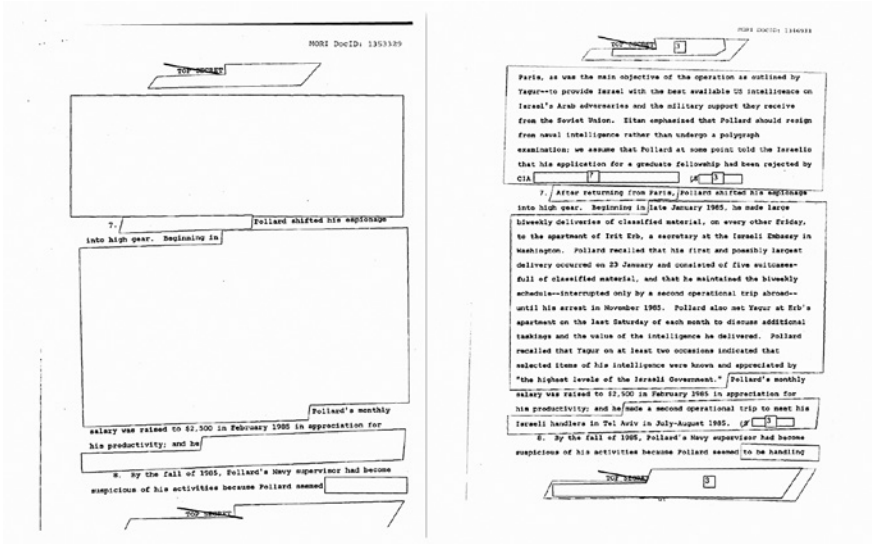 MORI DocID: 1353329
TOP SECRET
7. Pollard shifted his espionage
into high gear. Beginning in
Pollard's monthly
salary was raised to $2,500 in February 1985 in appreciation for
his productivity; and he
8. By the fall of 1985, Pollard's Navy supervisor had become
suspicious of his activities because Pollard seemed
TOP SECRET
MORI DocID:
TOP SECRET 3
Paris, as was the main objective of the operation as outlined by
Yagur--to provide Israel with the best available US intelligence on
Israel's Arab adversaries and the military support they receive
from the Soviet Union. Eitan emphasized that Pollard should resign
from naval intelligence rather than undergo a polygraph
examination; we assume that Pollard at some point told the Israelis
that his application for a graduate fellowship had been rejected by
CIA 7 3
7. After returning from Paris, Pollard shifted his espionage
into high gear. Beginning in late January 1985, he made large
biweekly deliveries of classified material, on every other Friday,
to the apartment of Irit Erb, a secretary at the Israeli Embassy in
Washington. Pollard recalled that his first and possibly largest
delivery occurred on 23 January and consisted of five suitcases-
full of classified material, and that he maintained the biweekly
schedule--interrupted only by a second operational trip abroad--
until his arrest in November 1985. Pollard also met Yagur at Erb's
apartment on the last Saturday of each month to discuss additional
taskings and the value of the intelligence he delivered. Pollard
recalled that Yagur on at least two occasions indicated that
selected items of his intelligence were known and appreciated by
"the highest levels of the Israeli Government." Pollard's monthly
salary was raised to $2,500 in February 1985 in appreciation for
his productivity; and he made a second operational trip to meet his
Israeli handlers in Tel Aviv in July-August 1985. 3
8. By the fall of 1985, Pollard's Navy supervisor had become
suspicious of his activities because Pollard seemed to be handling
TOP SECRET 3